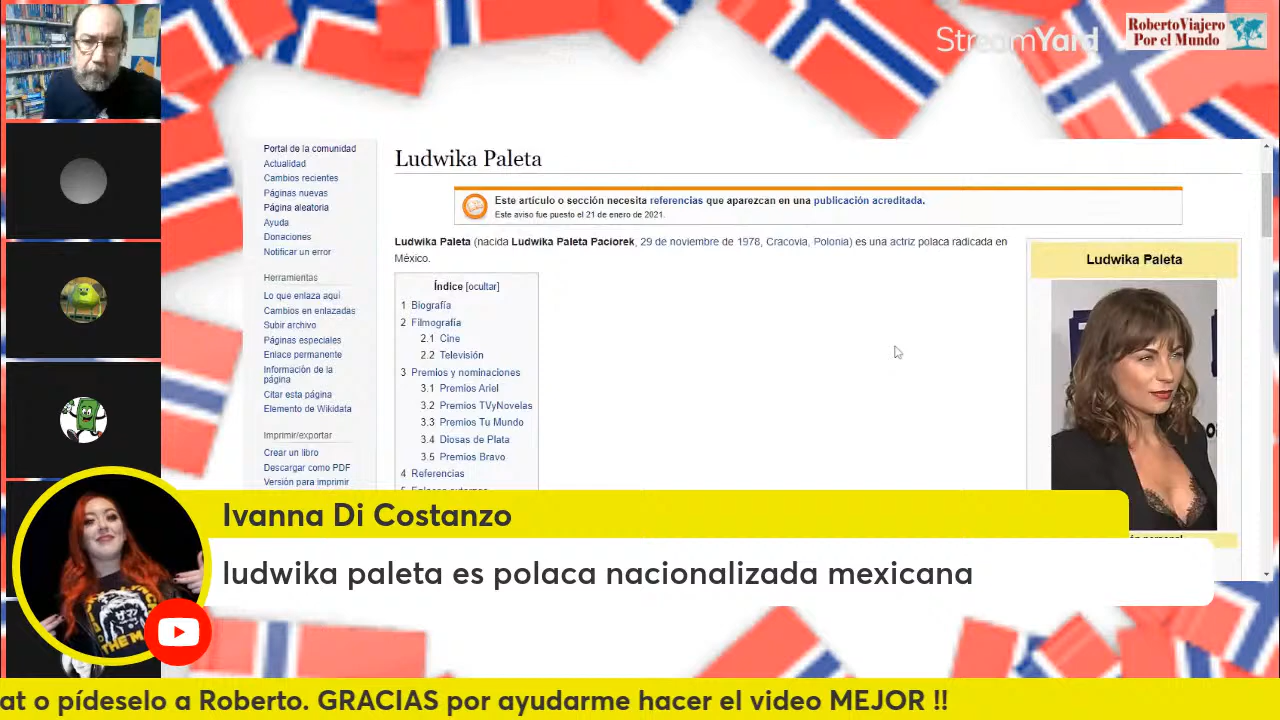 StreamYard
RobertoViajero
Por el Mundo
Portal de la comunidad
Actualidad
Cambios recientes
Páginas nuevas
Página aleatoria
Ayuda
Donaciones
Notificar un error
Herramientas
Lo que enlaza aquí
Cambios en enlazadas
Subir archivo
Páginas especiales
Enlace permanente
Información de la
página
Citar esta página
Elemento de Wikidata
Imprimir/exportar
Crear un libro
Descargar como PDF
Versión para imprimir
Ludwika Paleta
Este artículo o sección necesita referencias que aparezcan en una publicación acreditada.
Este aviso fue puesto el 21 de enero de 2021.
Ludwika Paleta (nacida Ludwika Paleta Paciorek, 29 de noviembre de 1978, Cracovia, Polonia) es una actriz polaca radicada en
México.
Índice [ocultar]
1 Biografía
2 Filmografía
2.1 Cine
2.2 Televisión
3 Premios y nominaciones
3.1 Premios Ariel
3.2 Premios TVyNovelas
3.3 Premios Tu Mundo
3.4 Diosas de Plata
3.5 Premios Bravo
4 Referencias
Ludwika Paleta
Ivanna Di Costanzo
ludwika paleta es polaca nacionalizada mexicana
THE M
at o pídeselo a Roberto. GRACIAS por ayudarme hacer el video MEJOR !!